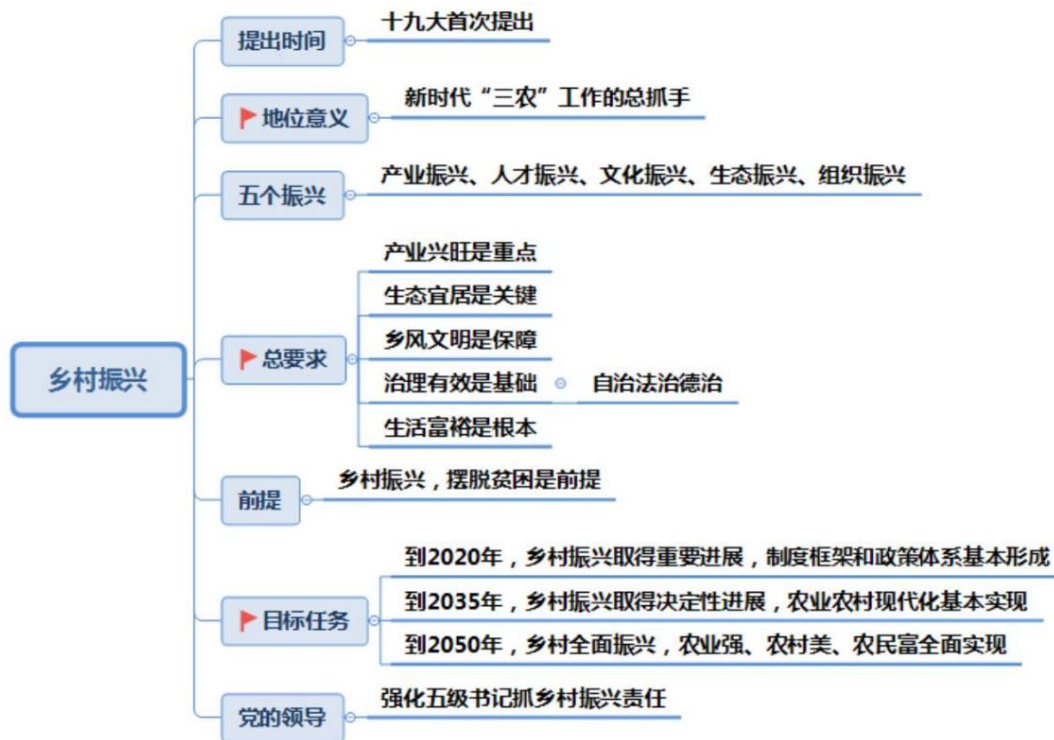 十九大首次提出
提出时间
新时代“三农”工作的总抓手
地位意义
产业振兴、人才振兴、文化振兴、生态振兴、组织振兴
五个振兴
产业兴旺是重点
生态宜居是关键
乡风文明是保障
总要求
治理有效是基础
自治法治德治
乡村振兴
生活富裕是根本
乡村振兴，摆脱贫困是前提
前提
到2020年，乡村振兴取得重要进展，制度框架和政策体系基本形成
到2035年，乡村振兴取得决定性进展，农业农村现代化基本实现
目标任务
到2050年，乡村全面振兴，农业强、农村美、农民富全面实现
强化五级书记抓乡村振兴责任
党的领导